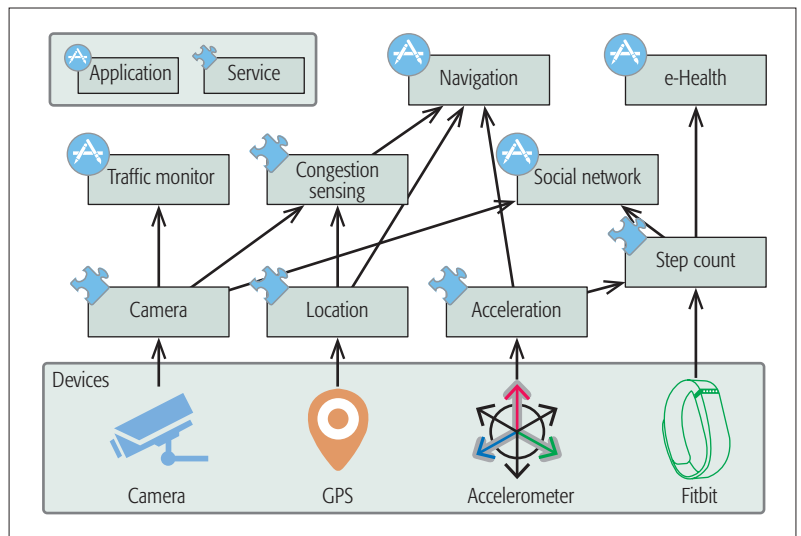 Application
Service
Navigation
e-Health
Traffic monitor
Congestion
sensing
Social network
Step count
Camera
Location
Acceleration
Devices
Camera
GPS
Accelerometer
Fitbit